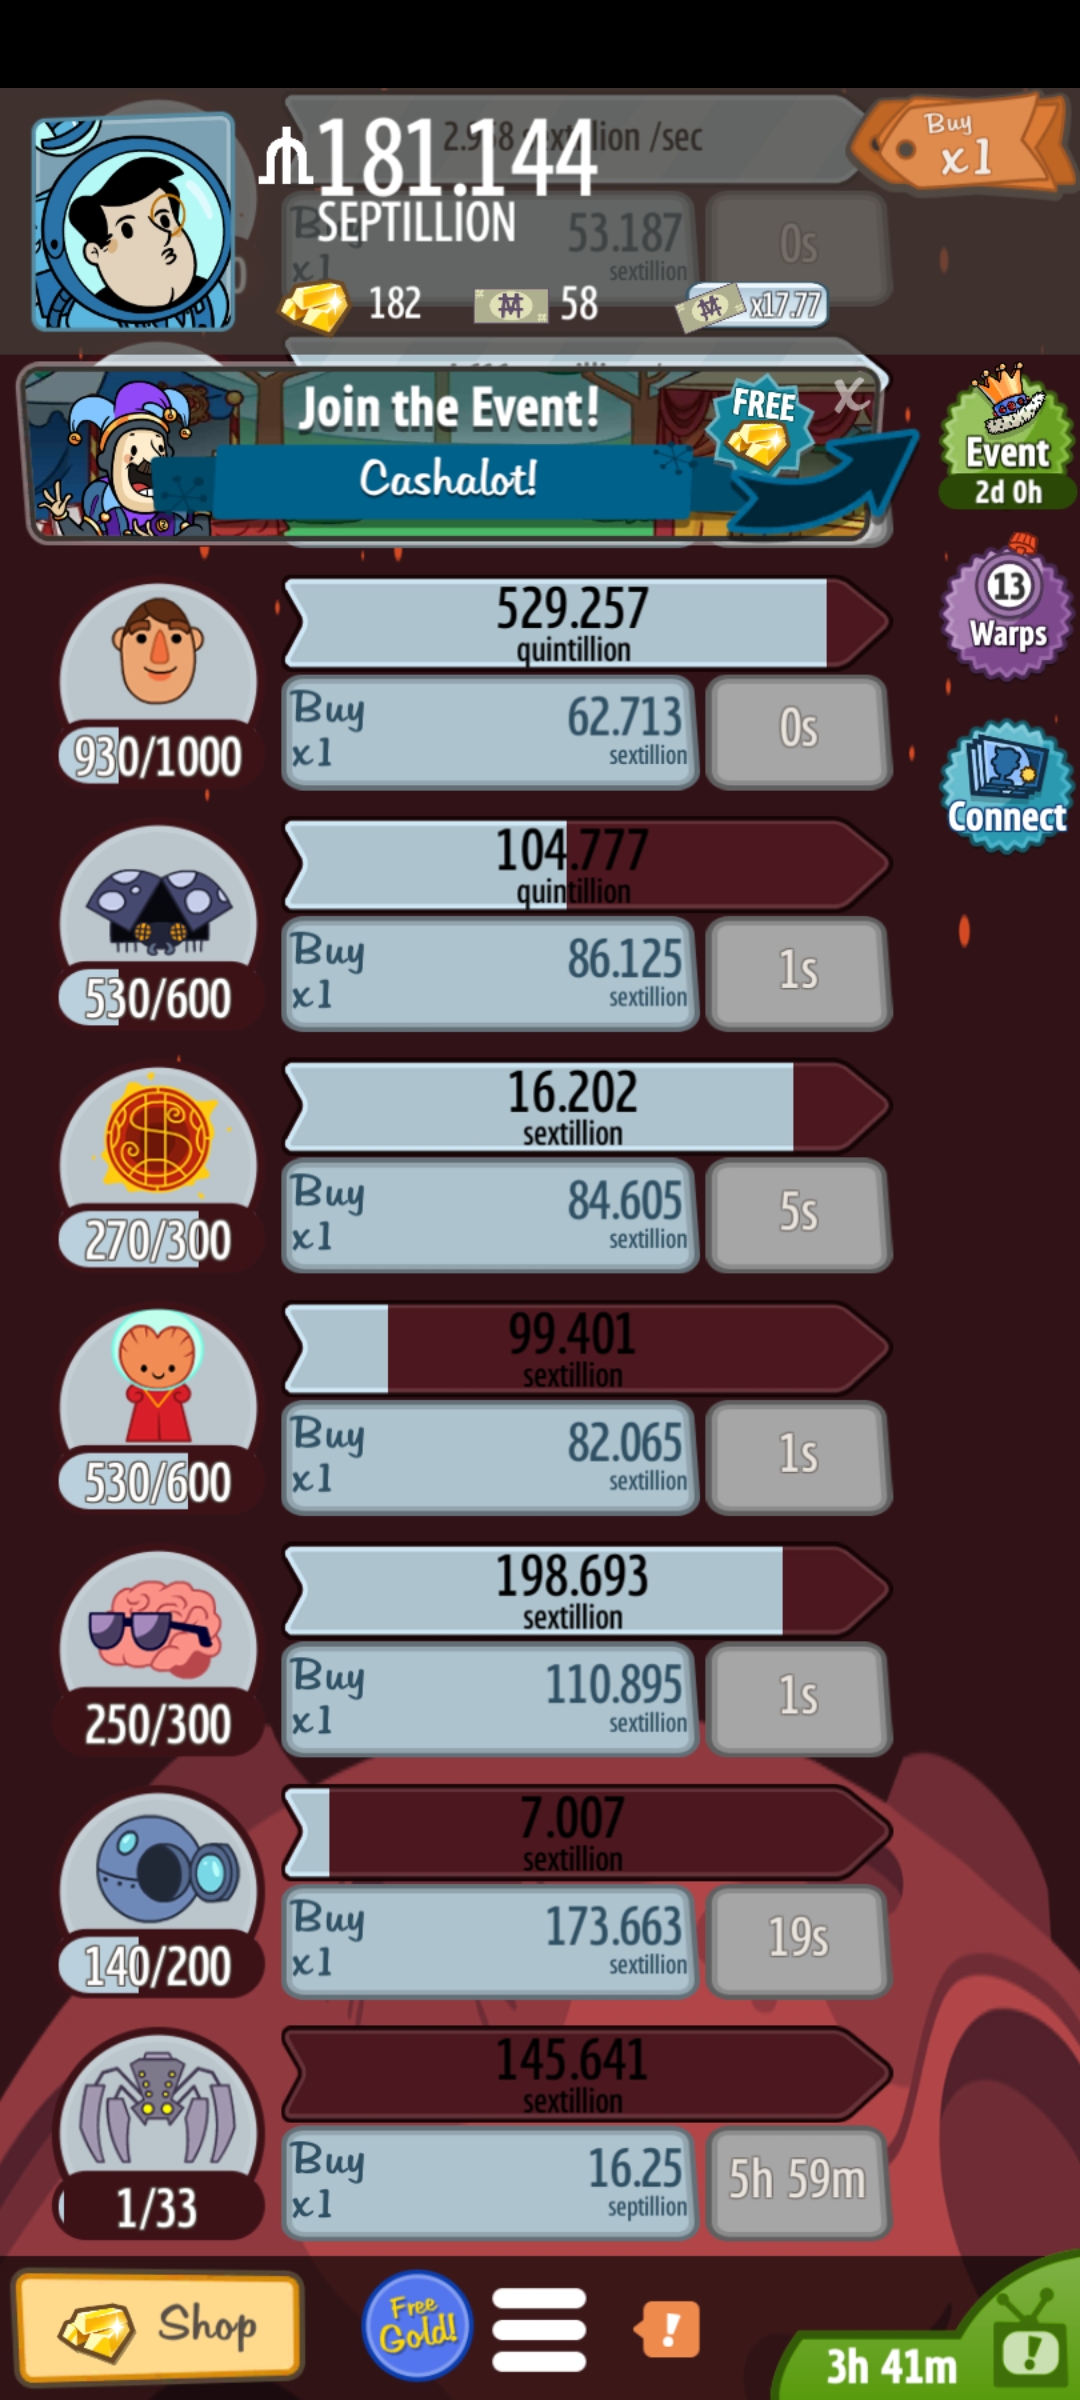 181.144
SEPTILLION
2.958 sextillion /sec
Buy
x1
Buy
x1
53.187
sextillion
0s
182
58
x17.77
Join the Event!
Cashalot!
FREE
X
Event
2d 0h
529.257
quintillion
930/1000
Buy
x1
62.713
sextillion
0s
13
Warps
Connect
104.777
quintillion
530/600
Buy
x1
86.125
sextillion
1s
16.202
sextillion
270/300
Buy
x1
84.605
sextillion
5s
99.401
sextillion
530/600
Buy
x1
82.065
sextillion
1s
198.693
sextillion
250/300
Buy
x1
110.895
sextillion
1s
7.007
sextillion
140/200
Buy
x1
173.663
sextillion
19s
145.641
sextillion
1/33
Buy
x1
16.25
septillion
5h 59m
Shop
Free
Gold!
!
3h 41m
!